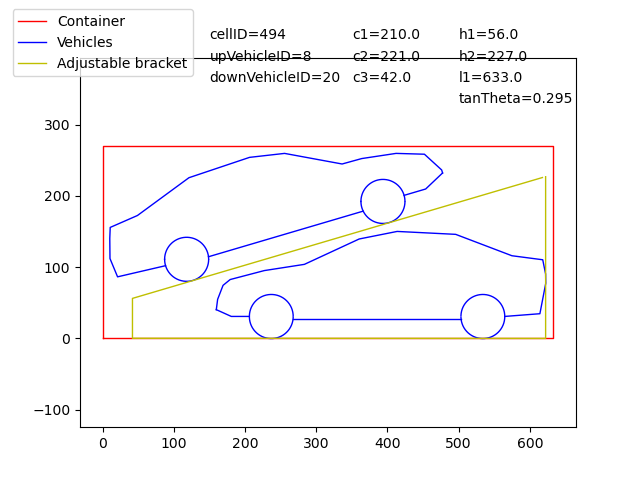 Container
Vehicles
Adjustable bracket
cellID=494 c1=210.0 h1=56.0
upVehicleID=8 c2=221.0 h2=227.0
downVehicleID=20 c3=42.0 l1=633.0
tanTheta=0.295
300
200
100
0
−100
0 100 200 300 400 500 600